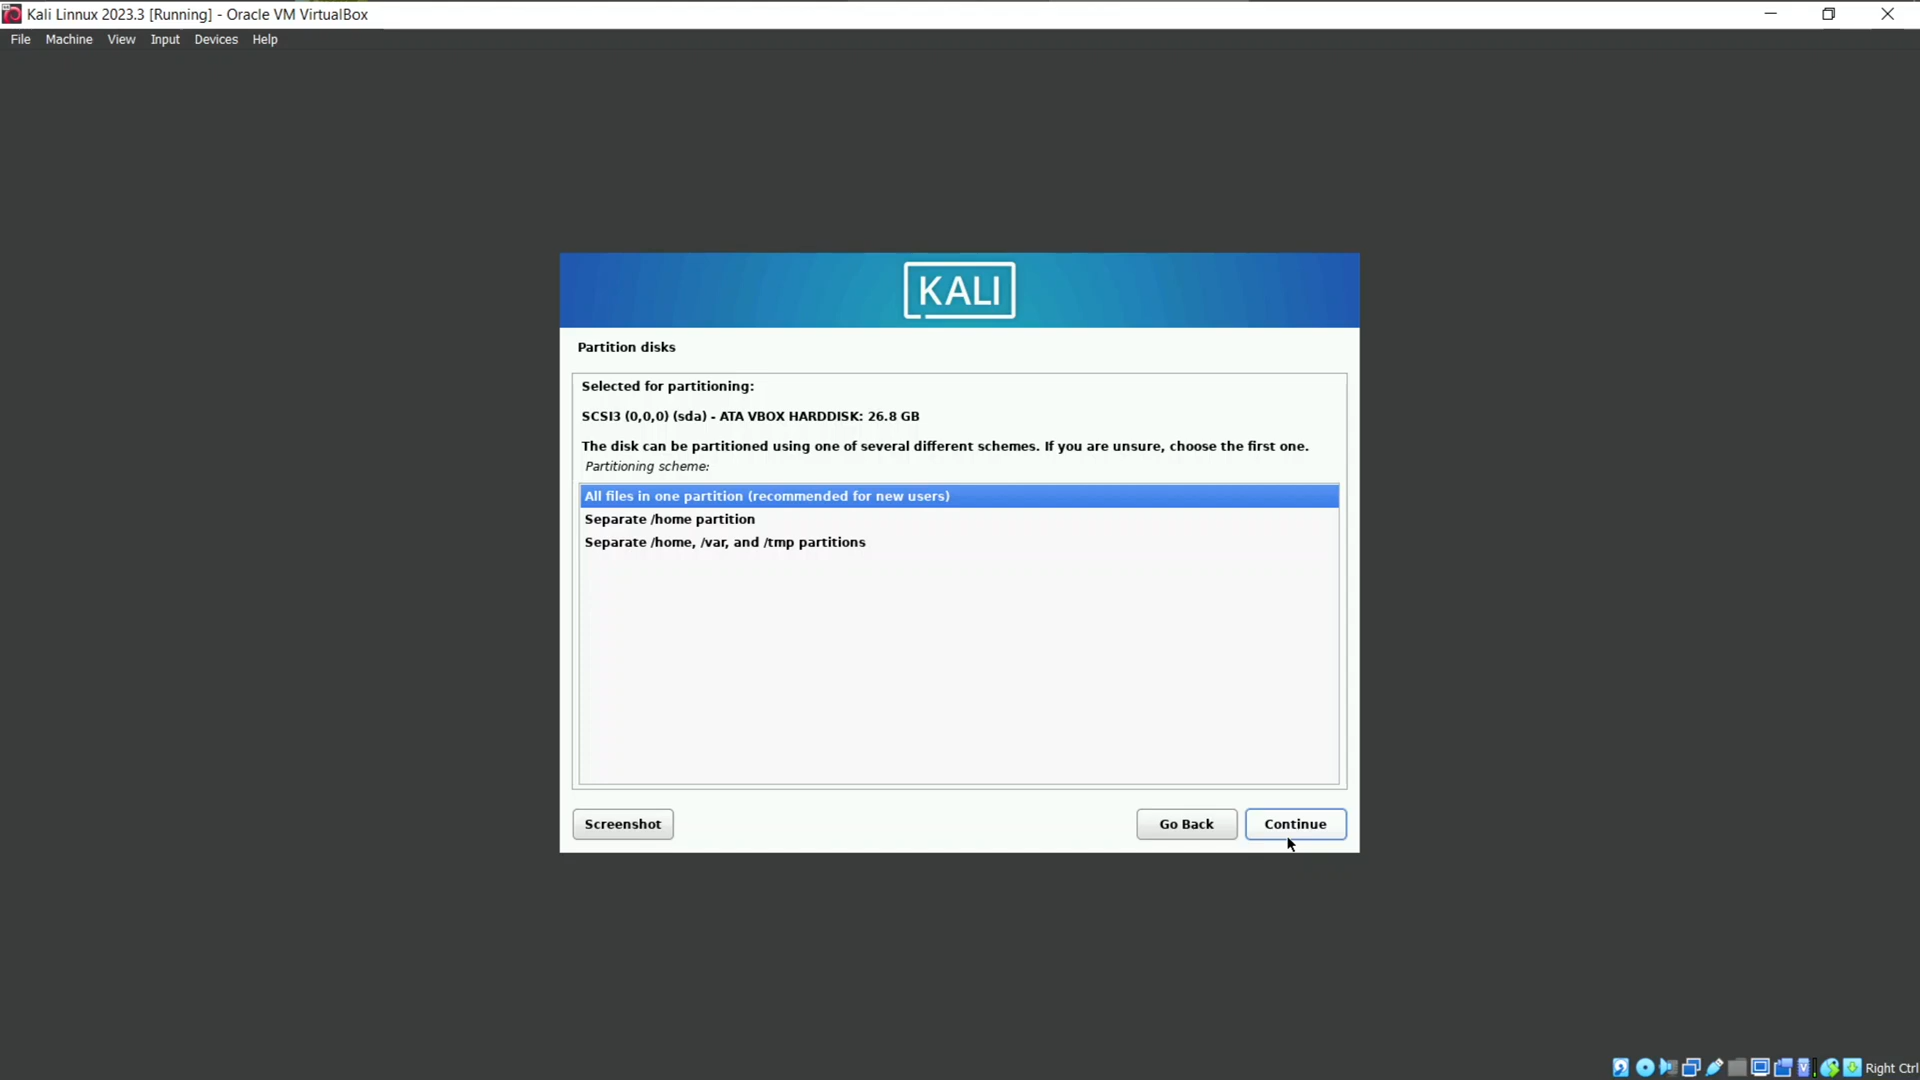 Kali Linnux 2023.3 [Running] - Oracle VM VirtualBox
File Machine View Input Devices Help
KALI
Partition disks
Selected for partitioning:
SCSI3 (0,0,0) (sda) - ATA VBOX HARDDISK: 26.8 GB
The disk can be partitioned using one of several different schemes. If you are unsure, choose the first one.
Partitioning scheme:
All files in one partition (recommended for new users)
Separate /home partition
Separate /home, /var, and /tmp partitions
Screenshot Go Back Continue
Right Ctrl